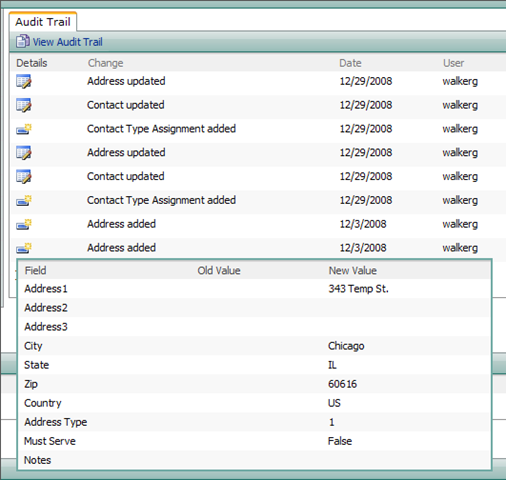 Audit Trail
View Audit Trail
Details Change Date User
Address updated 12/29/2008 walkerg
Contact updated 12/29/2008 walkerg
Contact Type Assignment added 12/29/2008 walkerg
Address updated 12/29/2008 walkerg
Contact updated 12/29/2008 walkerg
Contact Type Assignment added 12/29/2008 walkerg
Address added 12/3/2008 walkerg
Address added 12/3/2008 walkerg
Field Old Value New Value
Address1 343 Temp St.
Address2
Address3
City Chicago
State IL
Zip 60616
Country US
Address Type 1
Must Serve False
Notes